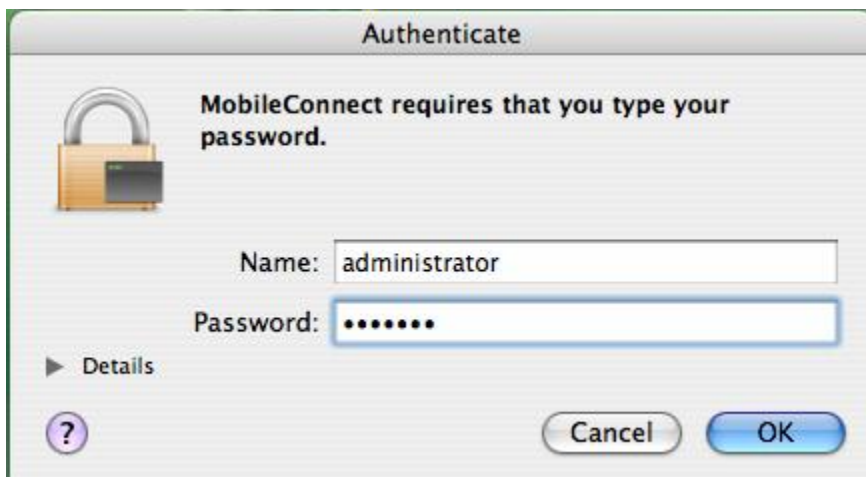 Authenticate
MobileConnect requires that you type your
password.
Name: administrator
Password: •••••••
Details
?
Cancel OK